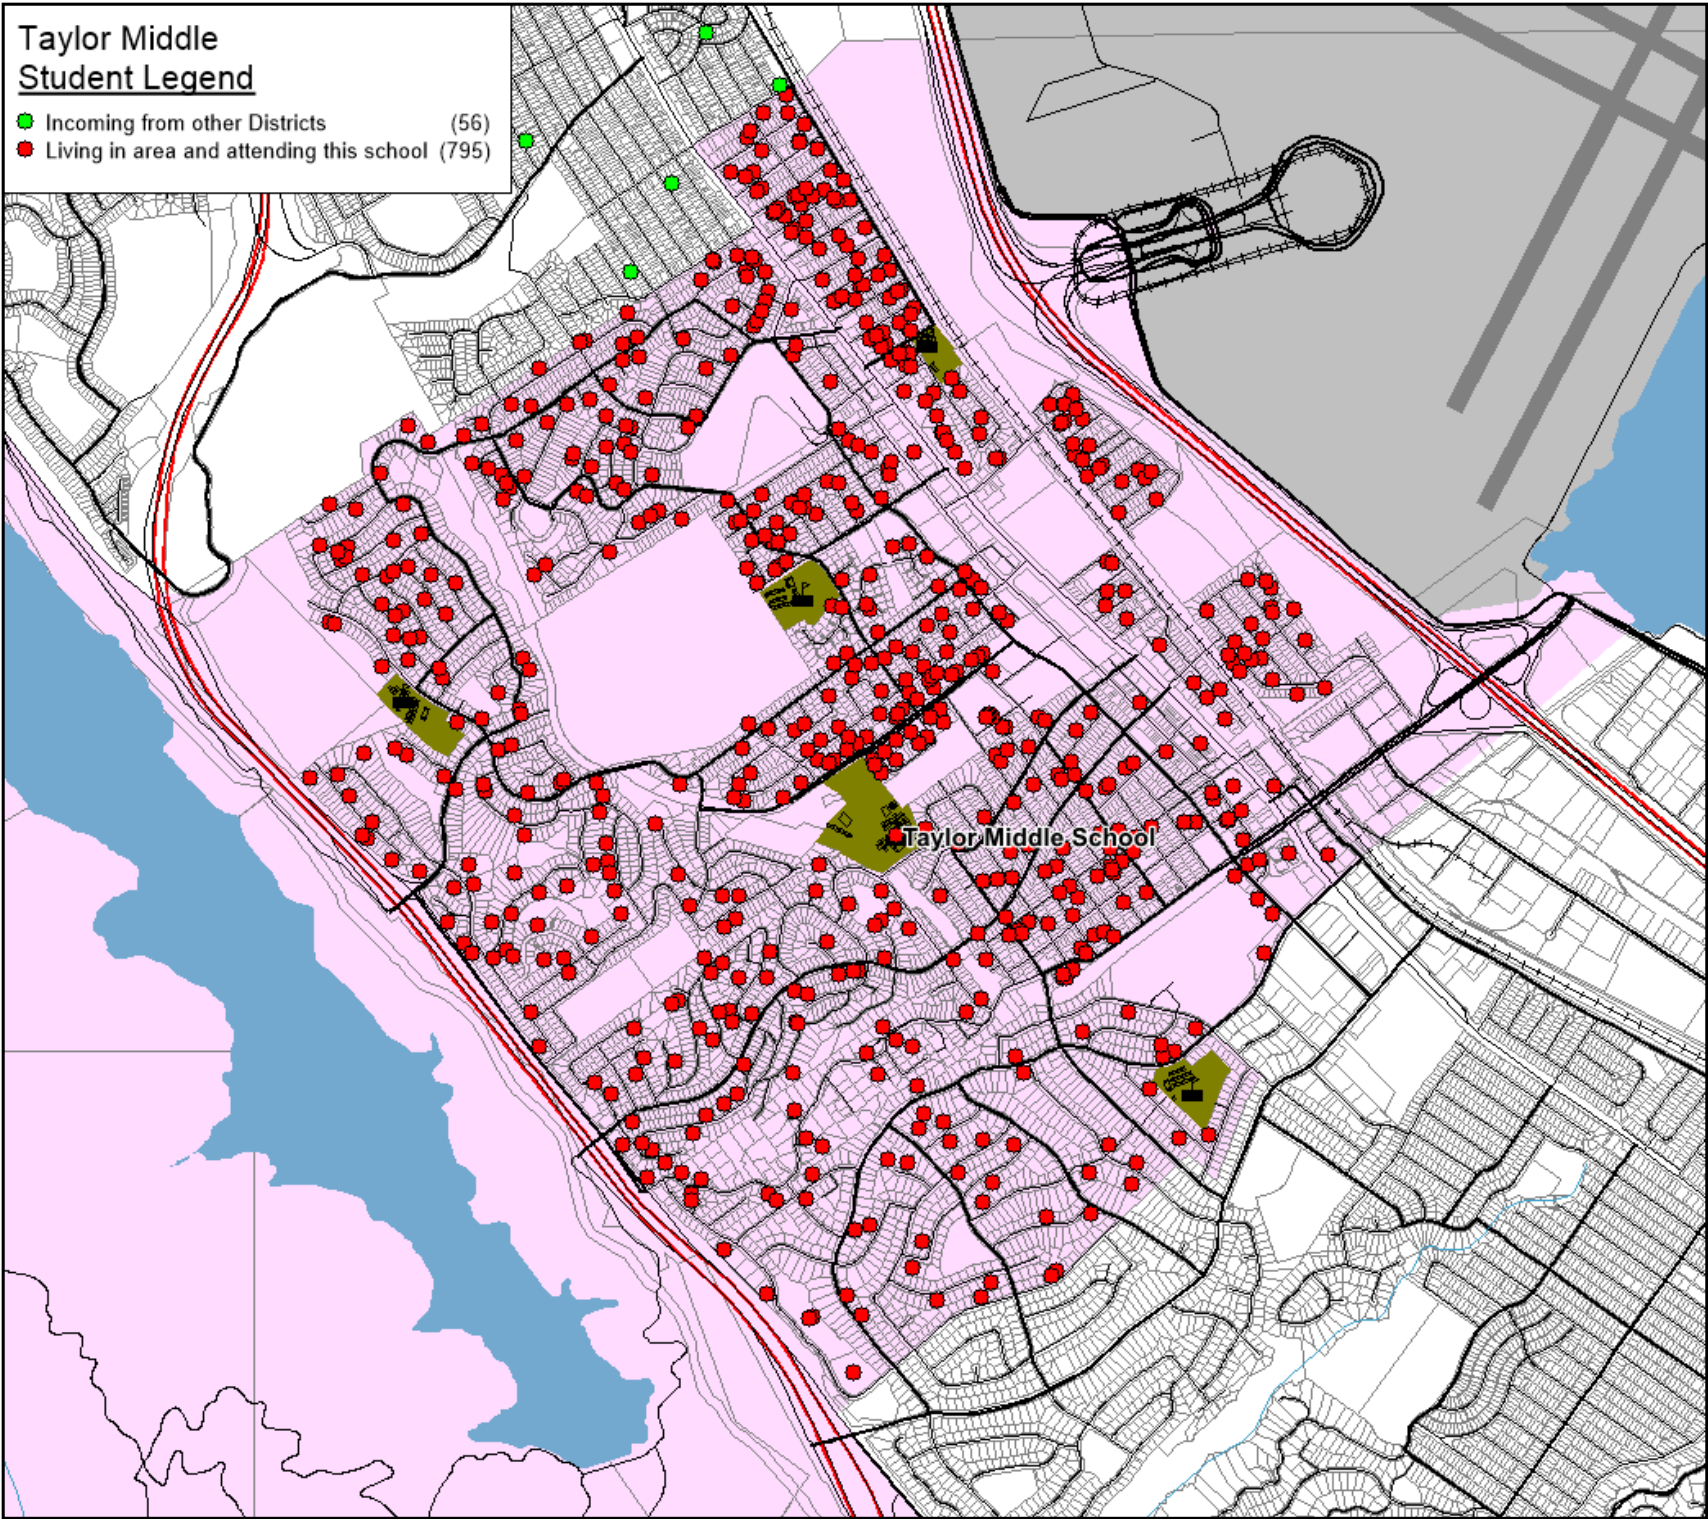 Taylor Middle
Student Legend
Incoming from other Districts (56)
Living in area and attending this school (795)
Taylor Middle School